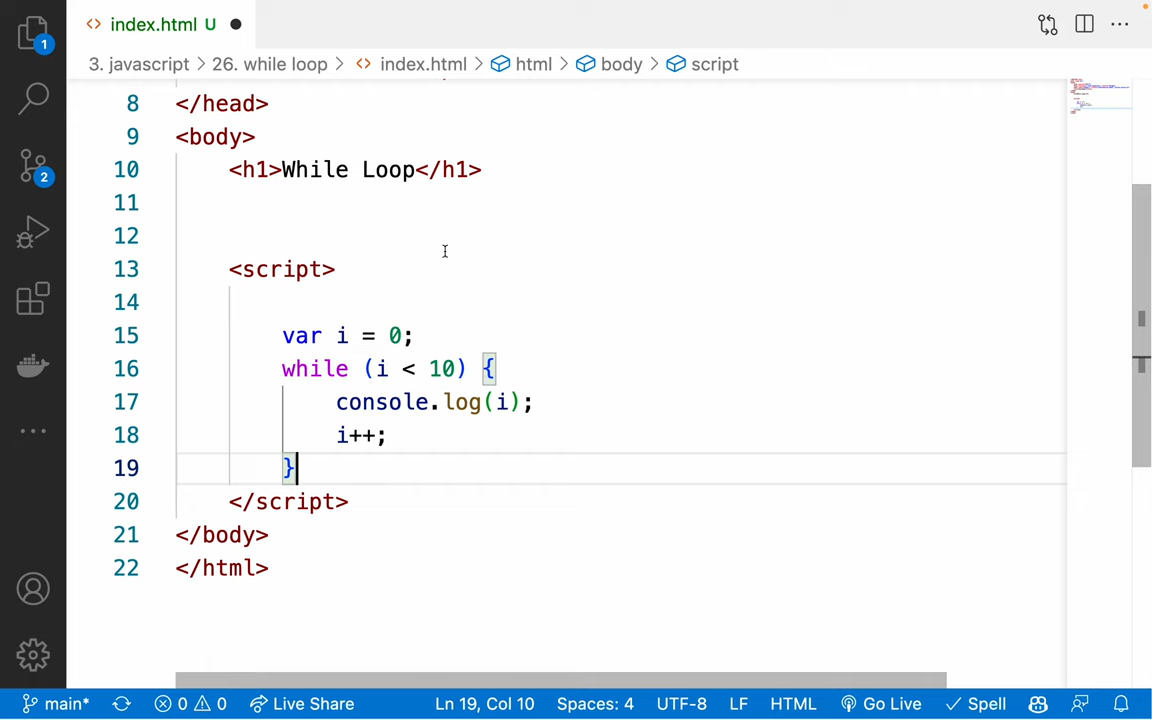 index.html U
3. javascript > 26. while loop > index.html > html > body > script
8 </head>
9 <body>
10 <h1>While Loop</h1>
11
12
13 <script>
14
15 var i = 0;
16 while (i < 10) {
17 console.log(i);
18 i++;
19 }
20 </script>
21 </body>
22 </html>
1
2
main* 0 0 Live Share Ln 19, Col 10 Spaces: 4 UTF-8 LF HTML Go Live Spell